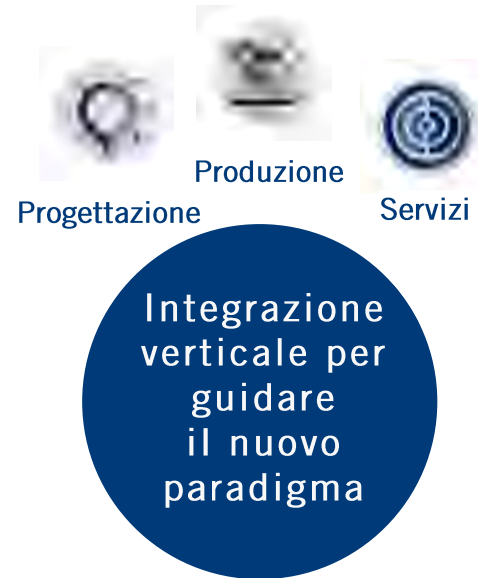 Produzione
Progettazione
Servizi
Integrazione
verticale per
guidare
il nuovo
paradigma